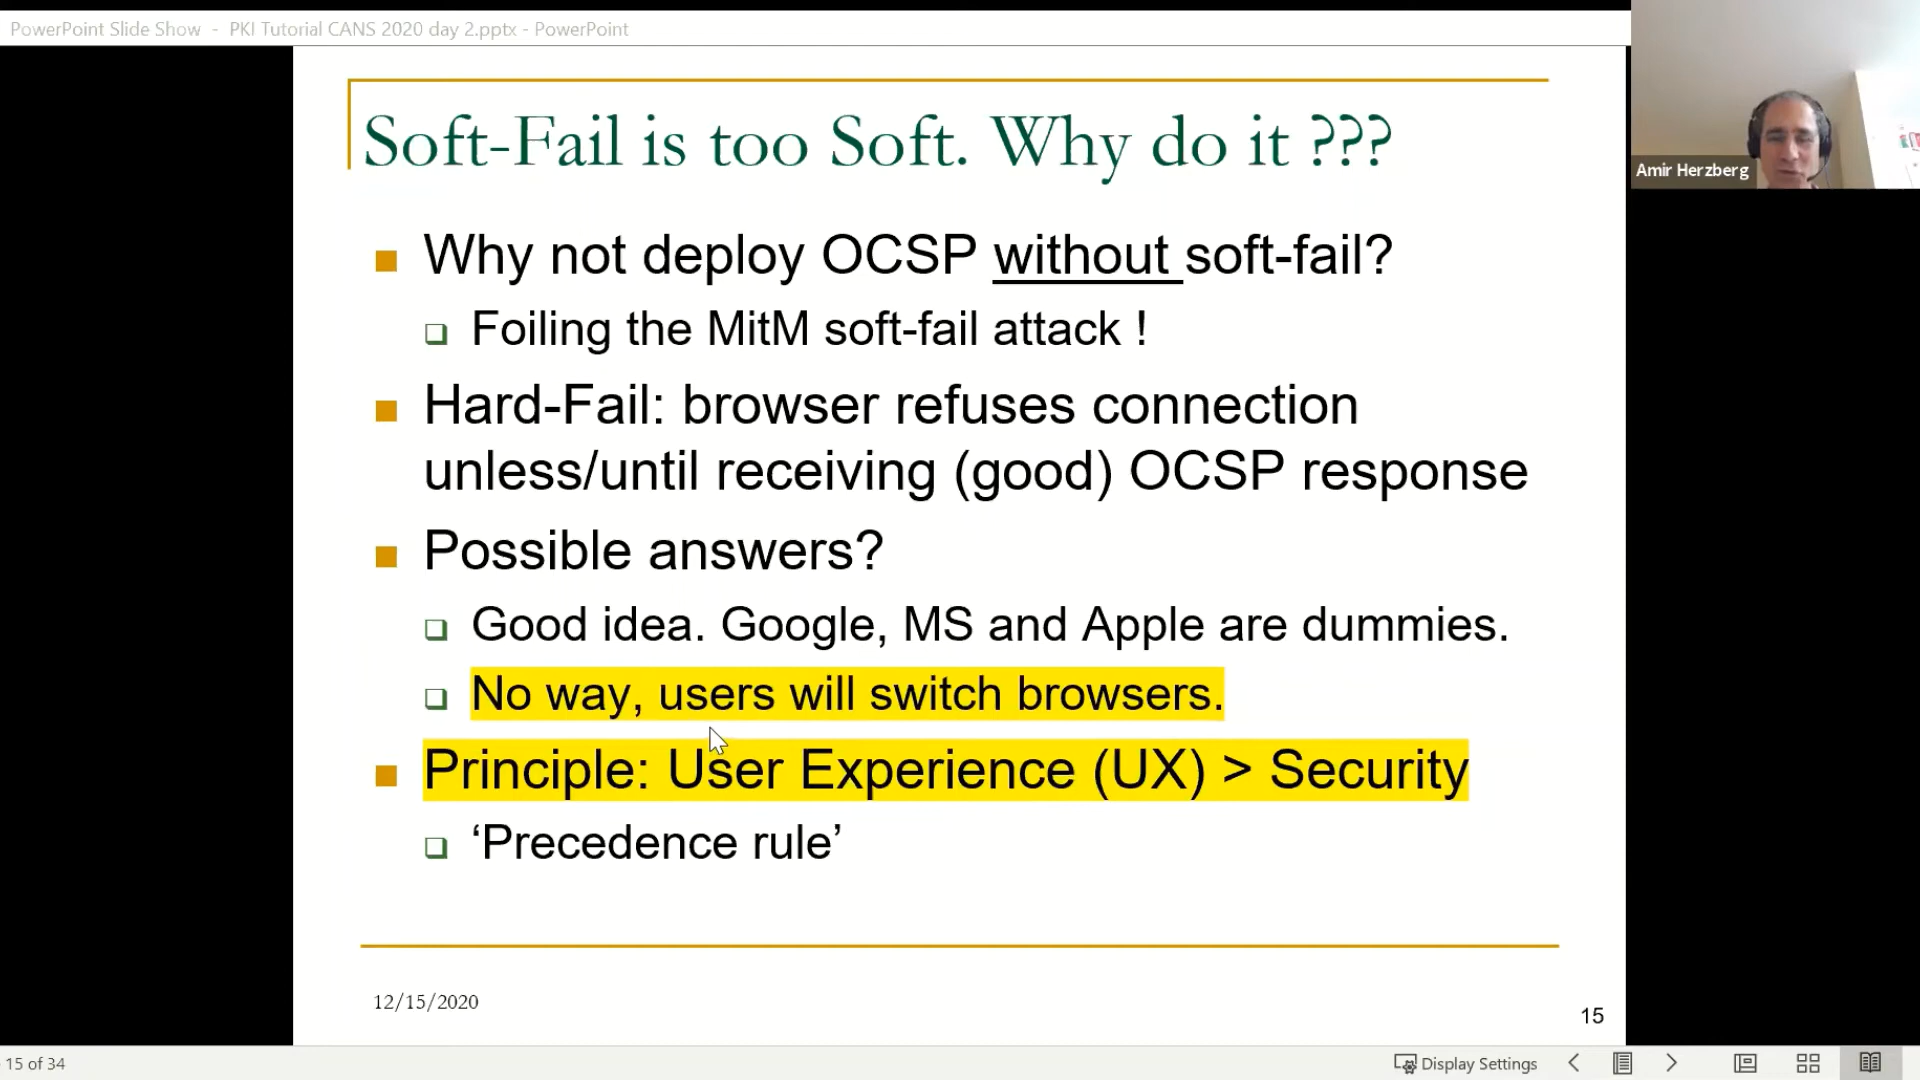 PowerPoint Slide Show - PKI Tutorial CANS 2020 day 2.pptx - PowerPoint
Amir Herzberg
Soft-Fail is too Soft. Why do it ???
Why not deploy OCSP without soft-fail?
Foiling the MitM soft-fail attack !
Hard-Fail: browser refuses connection
unless/until receiving (good) OCSP response
Possible answers?
Good idea. Google, MS and Apple are dummies.
No way, users will switch browsers.
Principle: User Experience (UX) > Security
‘Precedence rule’
12/15/2020
15
15 of 34
Display Settings